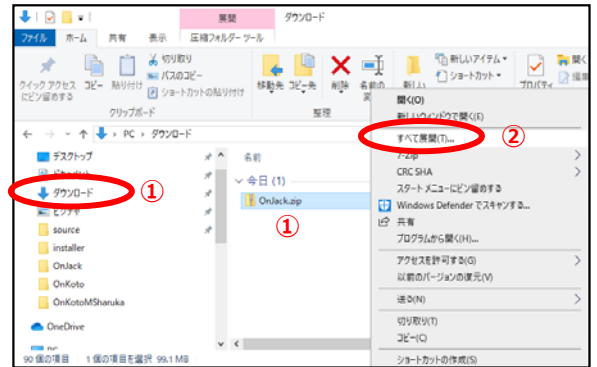 展開
ダウンロード
ファイル ホーム 共有 表示 圧縮フォルダー ツール
クイック アクセス
にピン留めする
コピー
貼り付け
切り取り
パスのコピー
ショートカットの貼り付け
クリップボード
移動先 コピー先 削除 名前の
整理
新しい
新しいアイテム
ショートカット
プロパティ
開く
編集
PC › ダウンロード
デスクトップ
ダウンロード
①
ピクチャ
source
installer
OnJack
OnKoto
OnKotoMSharuka
OneDrive
PC
名前
今日 (1)
OnJack.zip
①
90 個の項目 1 個の項目を選択 99.1 MB
開く(O)
新しいウィンドウで開く(E)
すべて展開(T)...
②
7-Zip
CRC SHA
スタート メニューにピン留めする
Windows Defender でスキャンする...
共有
プログラムから開く(H)...
アクセスを許可する(G)
以前のバージョンの復元(V)
送る(N)
切り取り(T)
コピー(C)
ショートカットの作成(S)